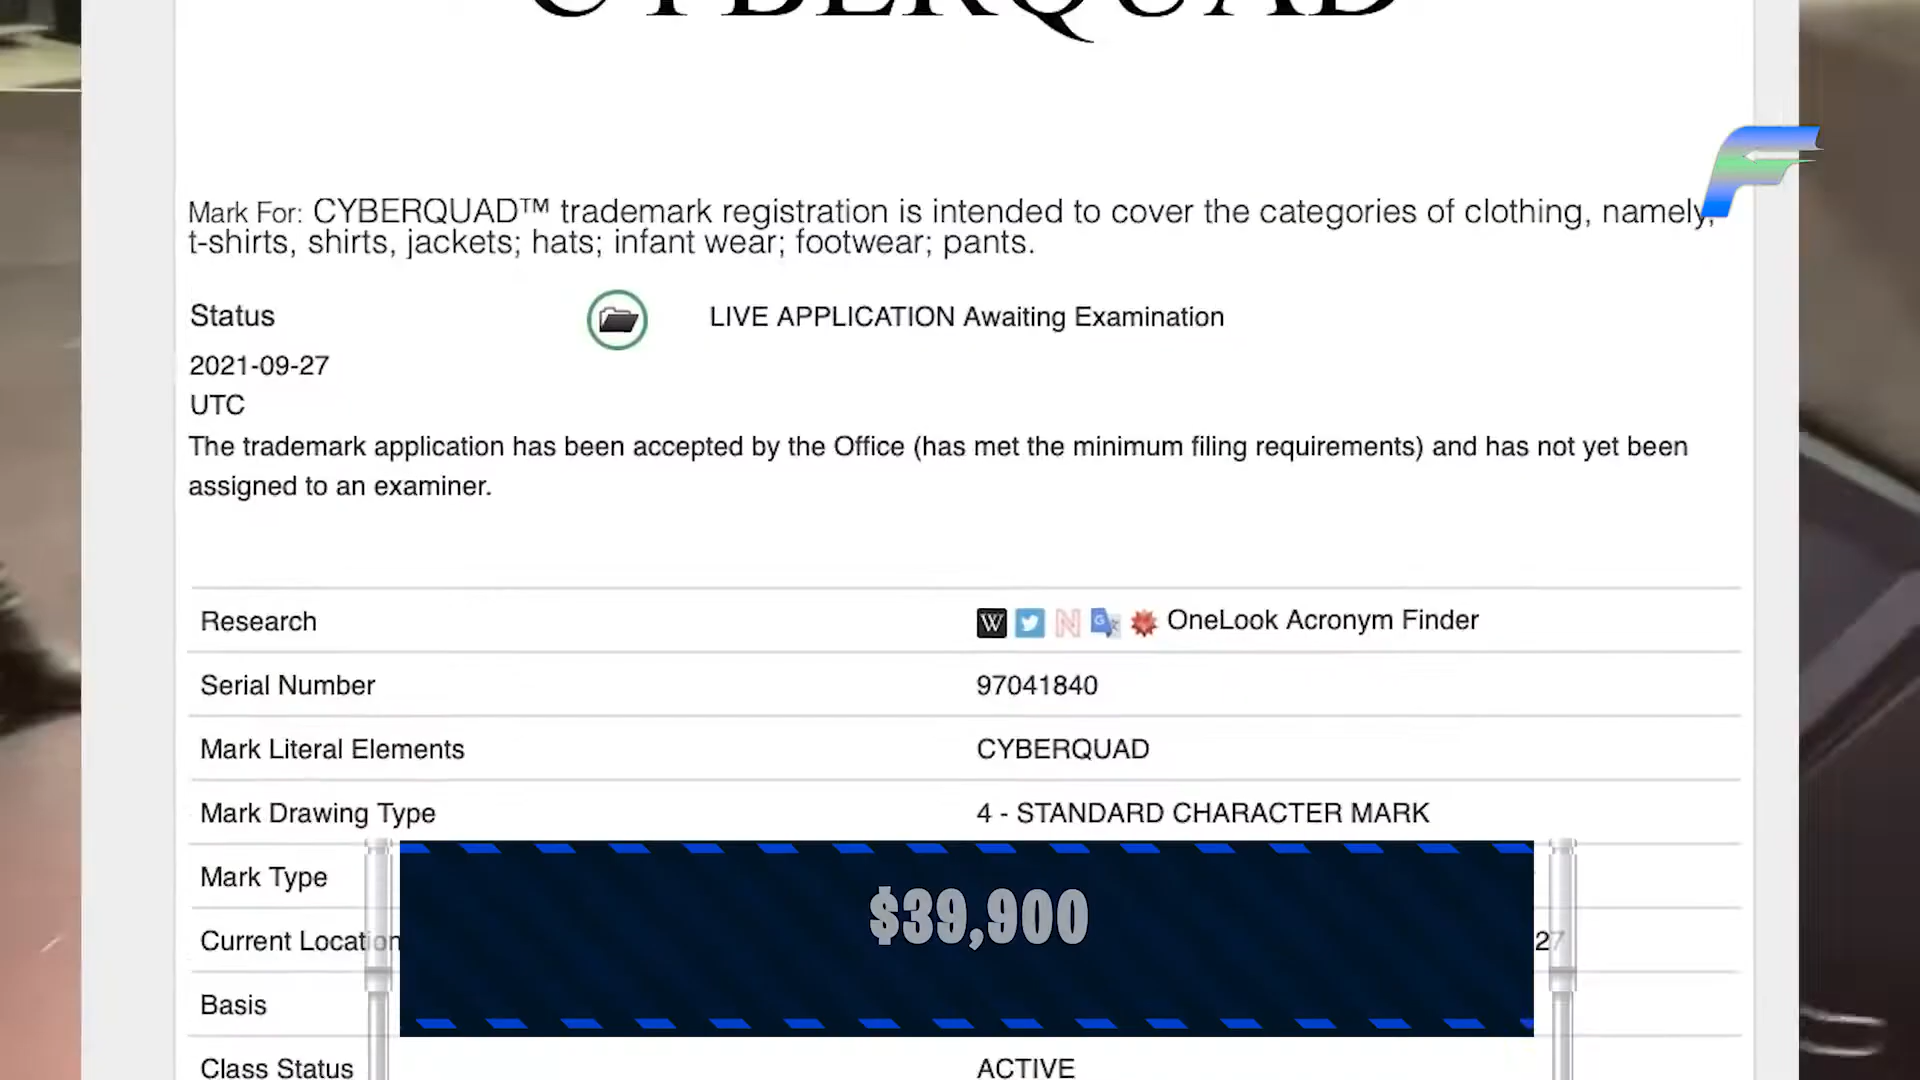 CYBERQUAD
Mark For: CYBERQUAD™ trademark registration is intended to cover the categories of clothing, namely,
t-shirts, shirts, jackets; hats; infant wear; footwear; pants.
Status LIVE APPLICATION Awaiting Examination
2021-09-27
UTC
The trademark application has been accepted by the Office (has met the minimum filing requirements) and has not yet been
assigned to an examiner.
Research OneLook Acronym Finder
Serial Number 97041840
Mark Literal Elements CYBERQUAD
Mark Drawing Type 4 - STANDARD CHARACTER MARK
Mark Type
$39,900
Current Location 27
Basis
Class Status ACTIVE